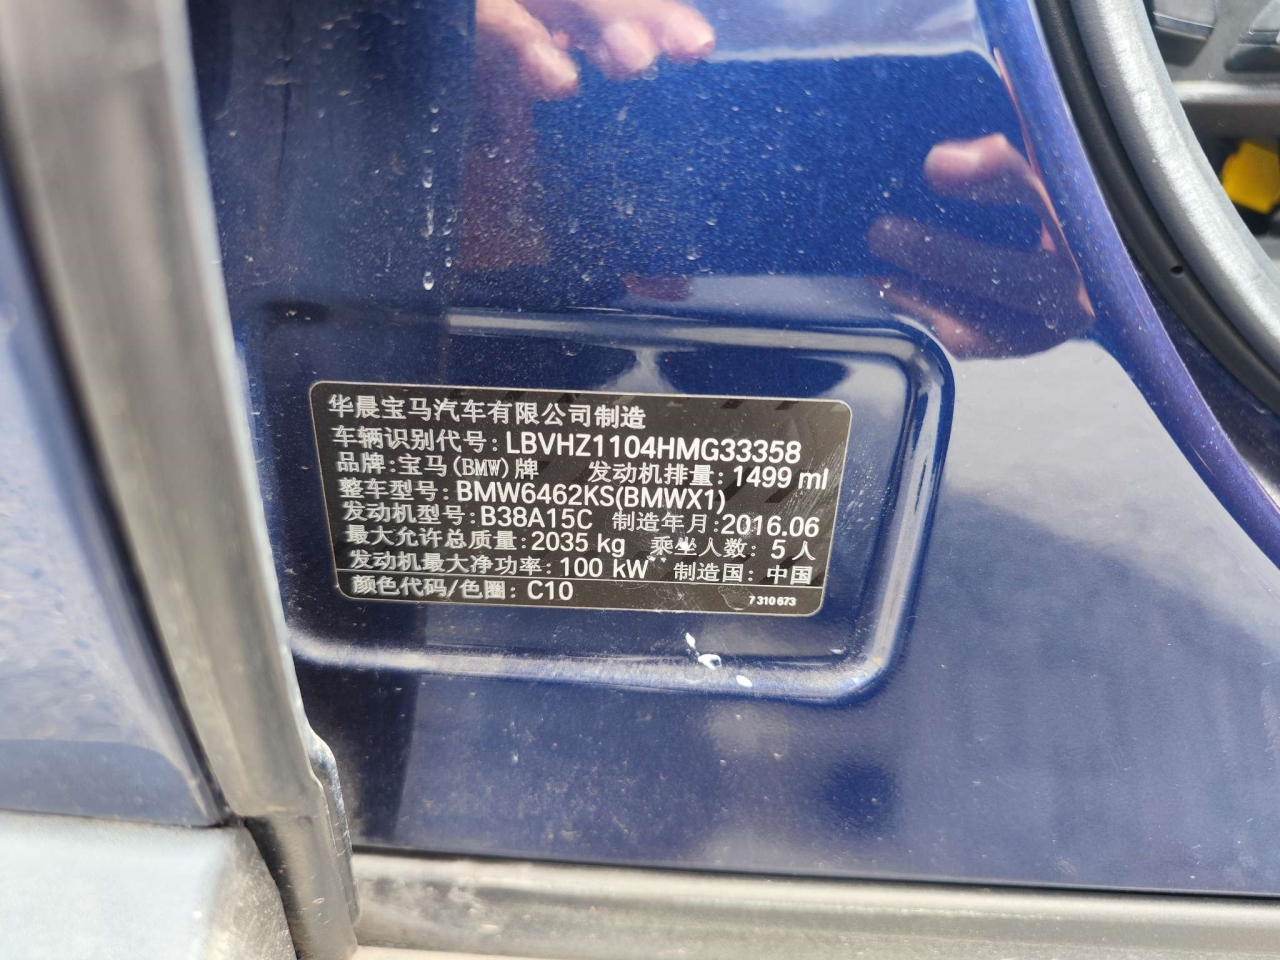 华晨宝马汽车有限公司制造
车辆识别代号: LBVHZ1104HMG33358
品牌: 宝马(BMW)牌 发动机排量: 1499 ml
整车型号: BMW6462KS(BMWX1)
发动机型号: B38A15C 制造年月: 2016.06
最大允许总质量: 2035 kg 乘坐人数: 5 人
发动机最大净功率: 100 kW 制造国: 中国
颜色代码/色圈: C10 7 310 673